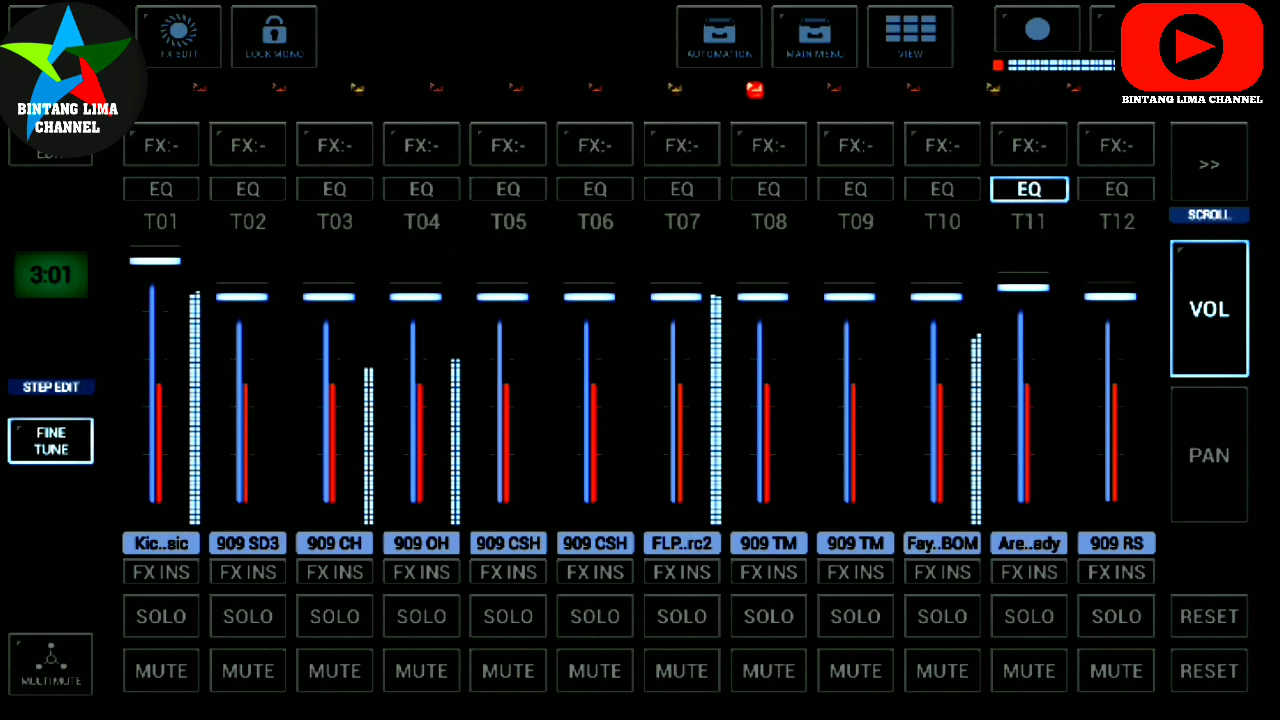 FX EDIT LOCK MONO AUTOMATION MAIN MENU VIEW
BINTANG LIMA
CHANNEL
BINTANG LIMA CHANNEL
FX:- FX:- FX:- FX:- FX:- FX:- FX:- FX:- FX:- FX:- FX:- FX:- >>
EQ EQ EQ EQ EQ EQ EQ EQ EQ EQ EQ EQ
T01 T02 T03 T04 T05 T06 T07 T08 T09 T10 T11 T12 SCROLL
3:01
VOL
STEP EDIT
FINE
TUNE
PAN
Kic..sic 909 SD3 909 CH 909 OH 909 CSH 909 CSH FLP..rc2 909 TM 909 TM Fay..BOM Are..ady 909 RS
FX INS FX INS FX INS FX INS FX INS FX INS FX INS FX INS FX INS FX INS FX INS FX INS
SOLO SOLO SOLO SOLO SOLO SOLO SOLO SOLO SOLO SOLO SOLO SOLO RESET
MUTE MUTE MUTE MUTE MUTE MUTE MUTE MUTE MUTE MUTE MUTE MUTE RESET
MULTI MUTE